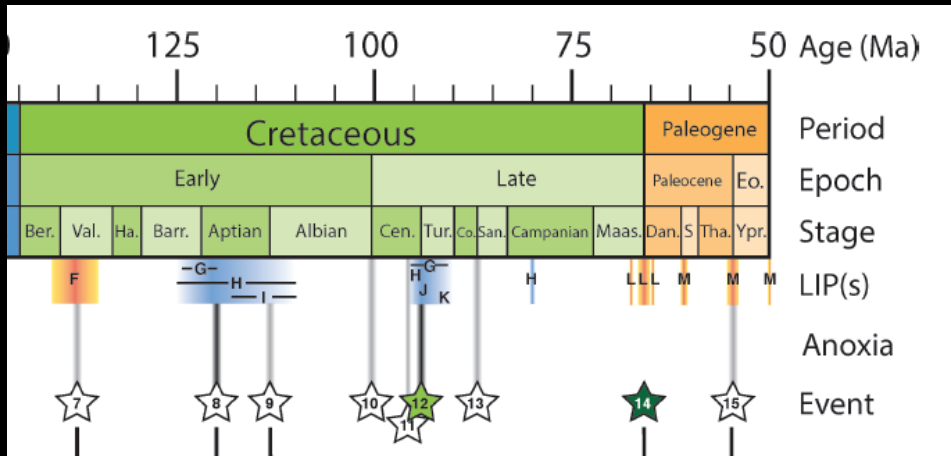 125 100 75 50 Age (Ma)
Cretaceous Paleogene Period
Early Late Paleocene Eo. Epoch
Ber. Val. Ha. Barr. Aptian Albian Cen. Tur. Co. San. Campanian Maas. Dan. S Tha. Ypr. Stage
F G H I H G J K H L L L M M M LIP(s)
Anoxia
7 8 9 10 11 12 13 14 15 Event